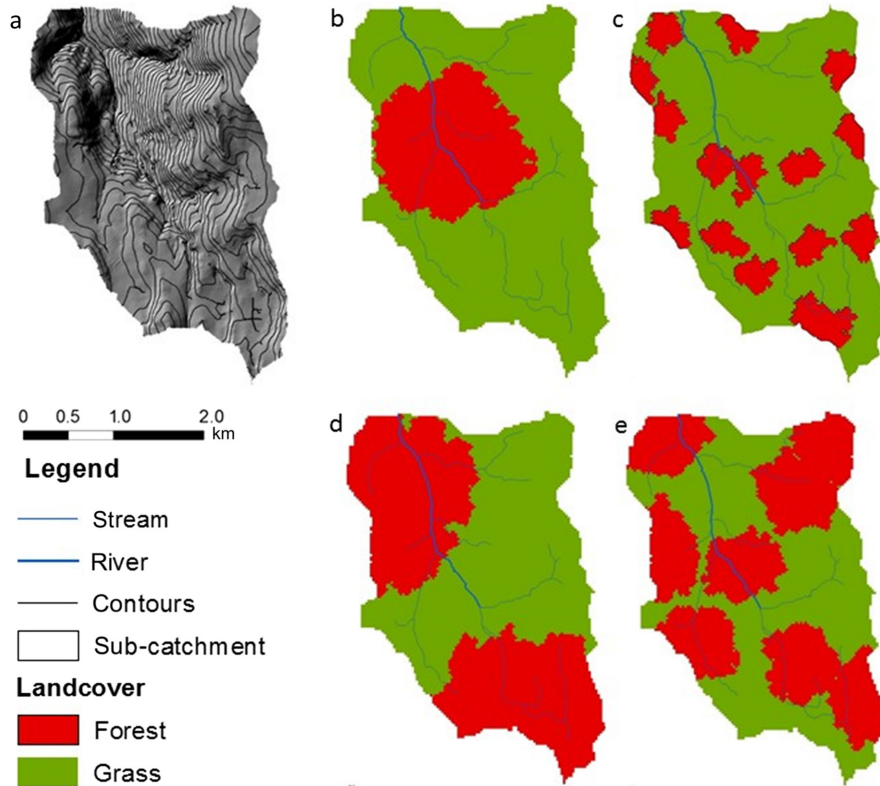 a
b
c
0 0.5 1.0 2.0
km
d
e
Legend
Stream
River
Contours
Sub-catchment
Landcover
Forest
Grass